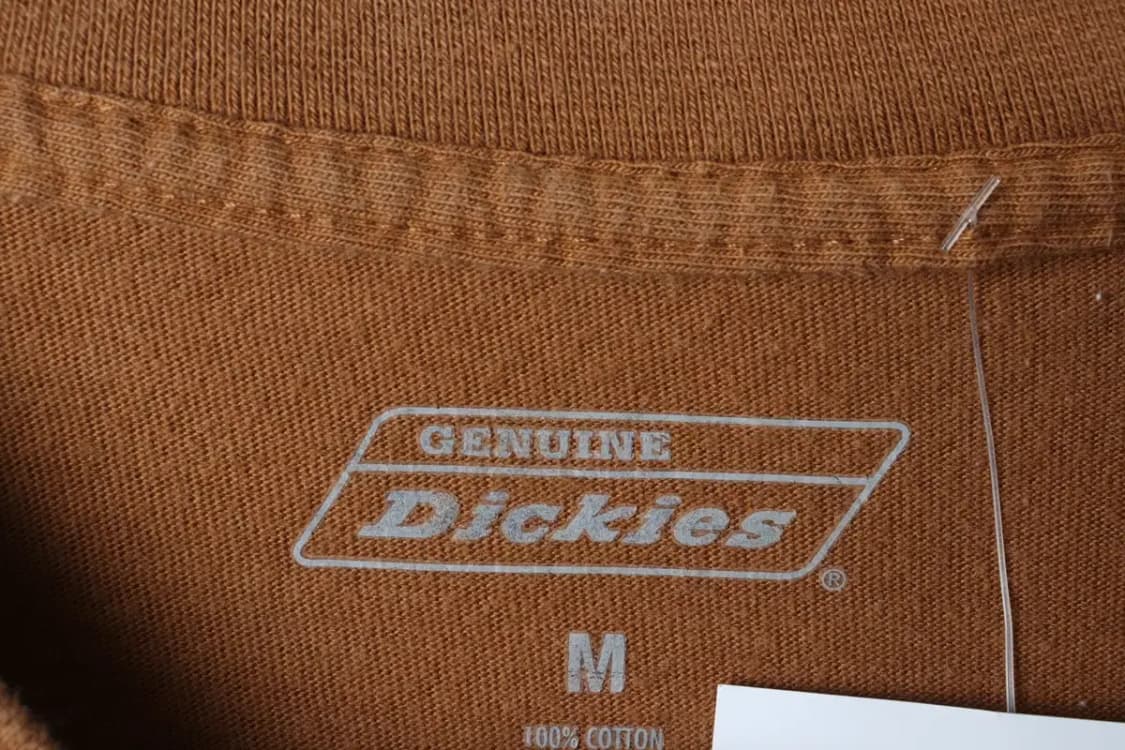 GENUINE
Dickies
®
M
100% COTTON